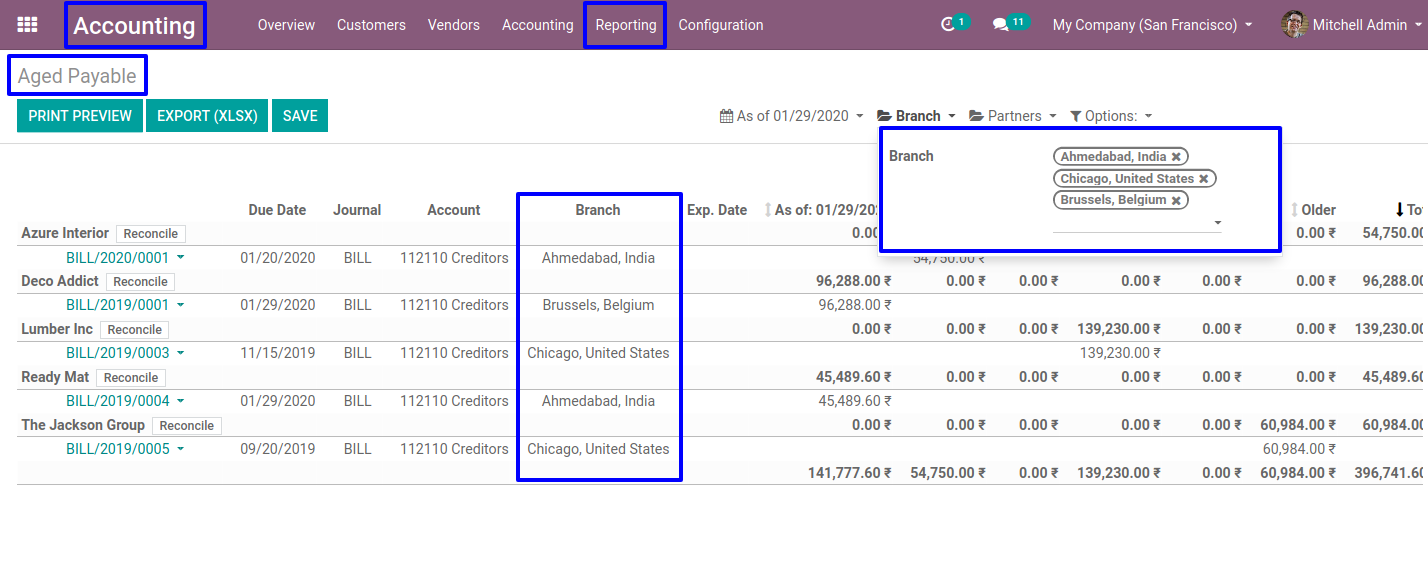 Accounting Overview Customers Vendors Accounting Reporting Configuration 1 11 My Company (San Francisco) Mitchell Admin
Aged Payable
PRINT PREVIEW EXPORT (XLSX) SAVE As of 01/29/2020 Branch Partners Options:
Branch Ahmedabad, India
Chicago, United States
Brussels, Belgium
Due Date Journal Account Branch Exp. Date As of: 01/29/202 Older To
Azure Interior Reconcile 0.00 0.00 ₹ 54,750.00
BILL/2020/0001 01/20/2020 BILL 112110 Creditors Ahmedabad, India 54,750.00 ₹
Deco Addict Reconcile 96,288.00 ₹ 0.00 ₹ 0.00 ₹ 0.00 ₹ 0.00 ₹ 0.00 ₹ 96,288.00
BILL/2019/0001 01/29/2020 BILL 112110 Creditors Brussels, Belgium 96,288.00 ₹
Lumber Inc Reconcile 0.00 ₹ 0.00 ₹ 0.00 ₹ 139,230.00 ₹ 0.00 ₹ 0.00 ₹ 139,230.00
BILL/2019/0003 11/15/2019 BILL 112110 Creditors Chicago, United States 139,230.00 ₹
Ready Mat Reconcile 45,489.60 ₹ 0.00 ₹ 0.00 ₹ 0.00 ₹ 0.00 ₹ 0.00 ₹ 45,489.60
BILL/2019/0004 01/29/2020 BILL 112110 Creditors Ahmedabad, India 45,489.60 ₹
The Jackson Group Reconcile 0.00 ₹ 0.00 ₹ 0.00 ₹ 0.00 ₹ 0.00 ₹ 60,984.00 ₹ 60,984.00
BILL/2019/0005 09/20/2019 BILL 112110 Creditors Chicago, United States 60,984.00 ₹
141,777.60 ₹ 54,750.00 ₹ 0.00 ₹ 139,230.00 ₹ 0.00 ₹ 60,984.00 ₹ 396,741.60